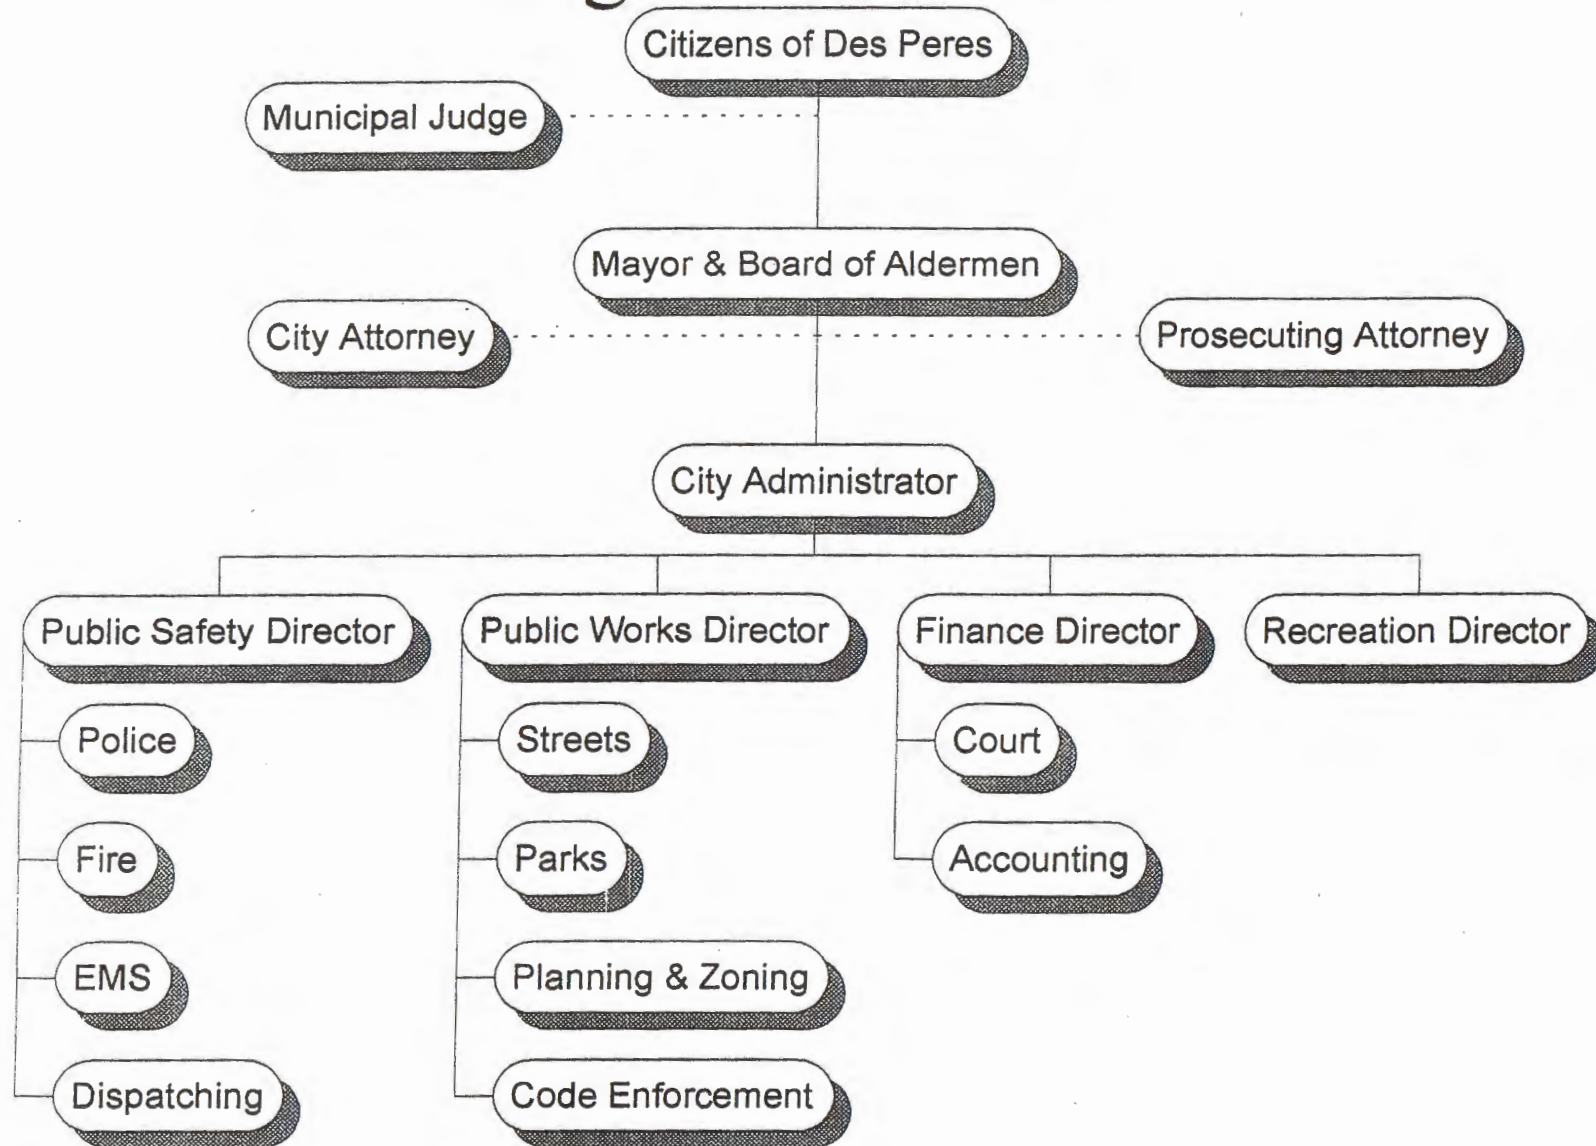 Citizens of Des Peres
Municipal Judge
Mayor & Board of Aldermen
City Attorney
Prosecuting Attorney
City Administrator
Public Safety Director
Public Works Director
Finance Director
Recreation Director
Police
Streets
Court
Fire
Parks
Accounting
EMS
Planning & Zoning
Dispatching
Code Enforcement